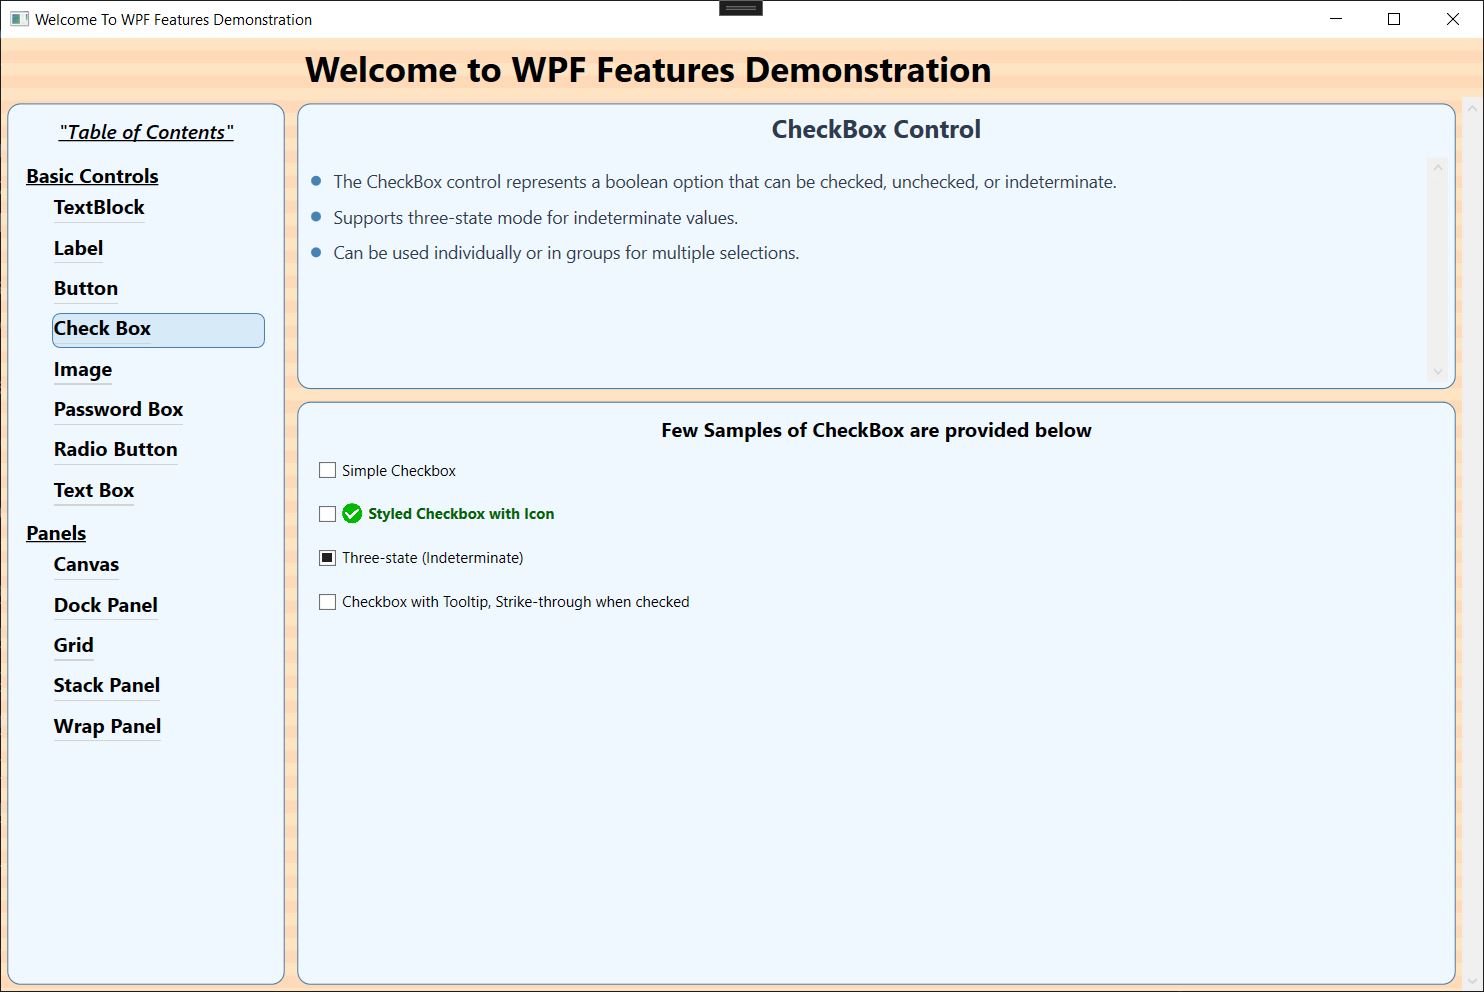 Welcome To WPF Features Demonstration
Welcome to WPF Features Demonstration
"Table of Contents"
Basic Controls
TextBlock
Label
Button
Check Box
Image
Password Box
Radio Button
Text Box
Panels
Canvas
Dock Panel
Grid
Stack Panel
Wrap Panel
CheckBox Control
The CheckBox control represents a boolean option that can be checked, unchecked, or indeterminate.
Supports three-state mode for indeterminate values.
Can be used individually or in groups for multiple selections.
Few Samples of CheckBox are provided below
Simple Checkbox
Styled Checkbox with Icon
Three-state (Indeterminate)
Checkbox with Tooltip, Strike-through when checked